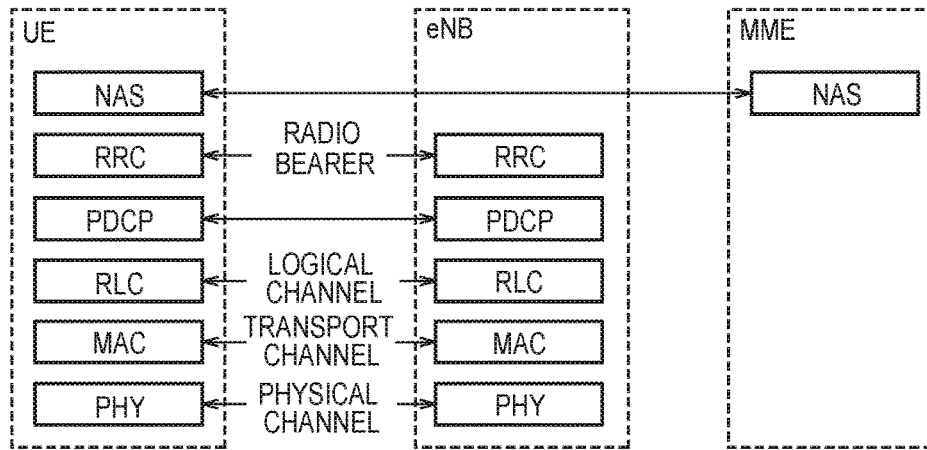 UE
eNB
MME
NAS
NAS
RRC
RADIO
BEARER
RRC
PDCP
PDCP
RLC
LOGICAL
CHANNEL
RLC
MAC
TRANSPORT
CHANNEL
MAC
PHY
PHYSICAL
CHANNEL
PHY